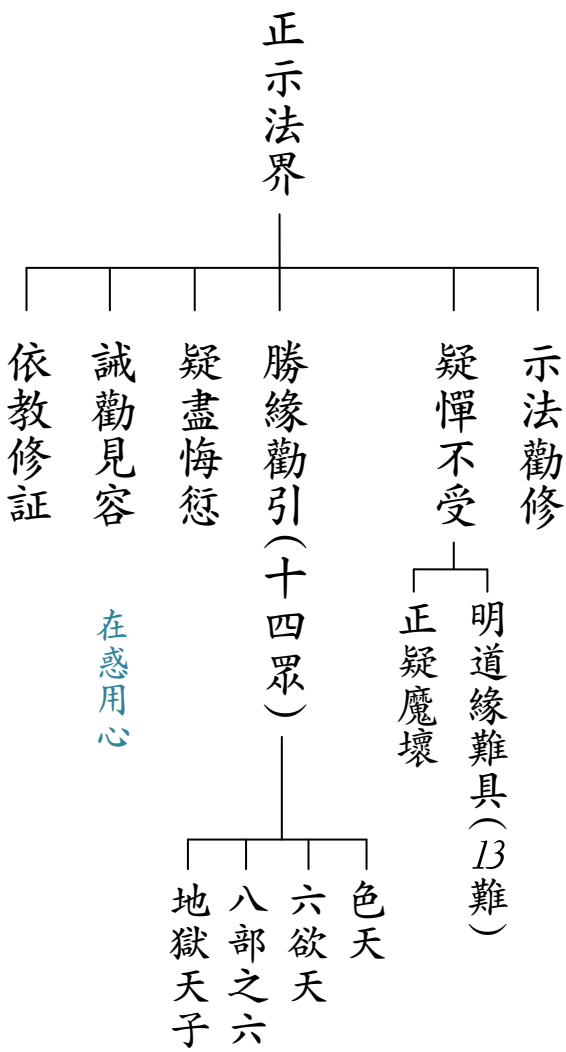 正示法界
示法勸修
疑憚不受
明道緣難具(13難)
正疑魔壞
勝緣勸引(十四眾)
色天
六欲天
八部之六
地獄天子
疑盡悔愆
誡勸見容
在惑用心
依教修証